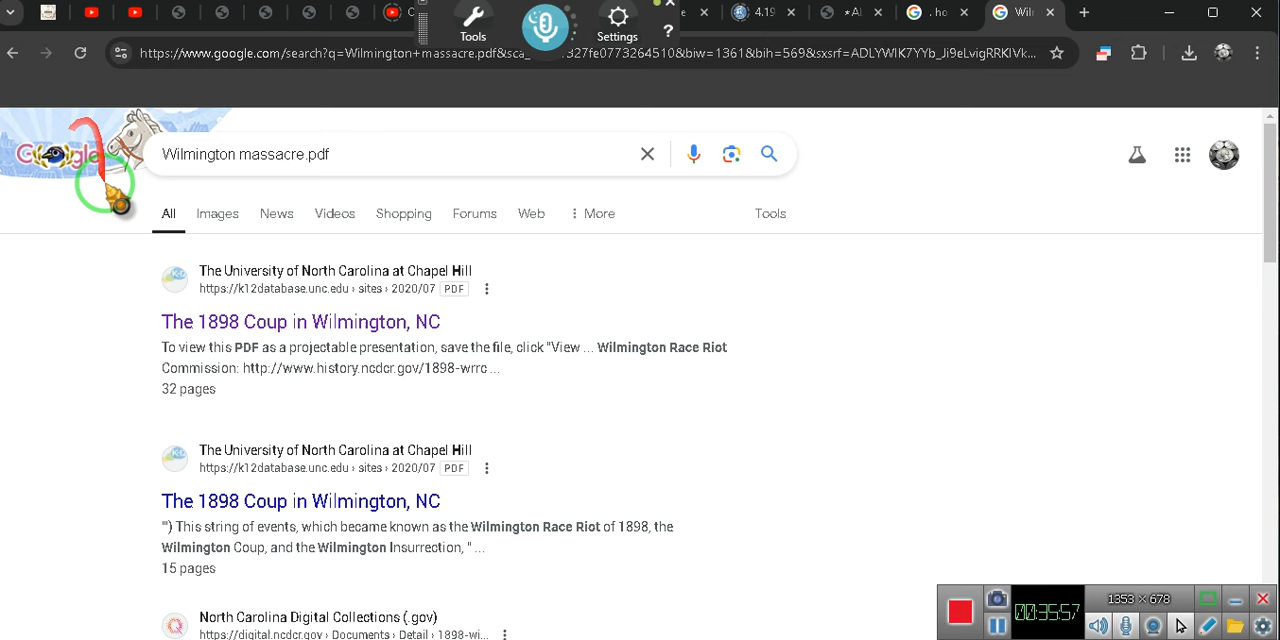 4.19
*Al
. ho
Wilm
Tools
Settings
?
https://www.google.com/search?q=Wilmington+massacre.pdf&sca_
327fe0773264510&biw=1361&bih=569&sxsrf=ADLYWIK7YYb_Ji9eLvigRRKIVk...
Google
Wilmington massacre.pdf
All
Images
News
Videos
Shopping
Forums
Web
More
Tools
The University of North Carolina at Chapel Hill
https://k12database.unc.edu › sites › 2020/07 PDF
The 1898 Coup in Wilmington, NC
To view this PDF as a projectable presentation, save the file, click "View ... Wilmington Race Riot
Commission: http://www.history.ncdcr.gov/1898-wrrc ...
32 pages
The University of North Carolina at Chapel Hill
https://k12database.unc.edu › sites › 2020/07 PDF
The 1898 Coup in Wilmington, NC
") This string of events, which became known as the Wilmington Race Riot of 1898, the
Wilmington Coup, and the Wilmington Insurrection, " ...
15 pages
North Carolina Digital Collections (.gov)
https://digital.ncdcr.gov › Documents › Detail › 1898-wi...
1353 × 678
00:35:57